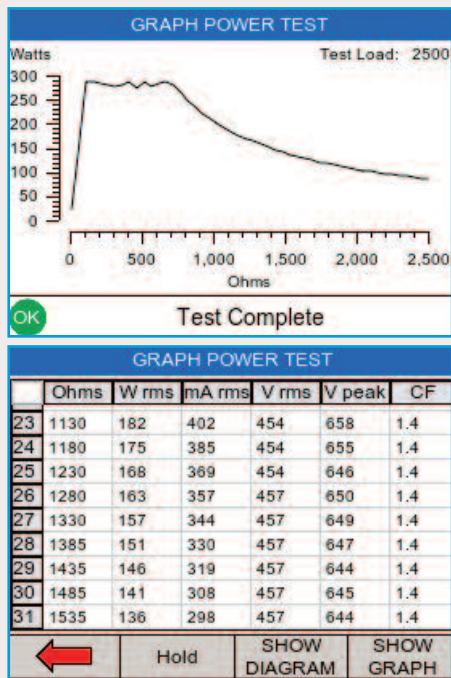 GRAPH POWER TEST
Watts Test Load: 2500
300
250
200
150
100
50
0
0 500 1,000 1,500 2,000 2,500
Ohms
OK Test Complete
GRAPH POWER TEST
Ohms W rms mA rms V rms V peak CF
23 1130 182 402 454 658 1.4
24 1180 175 385 454 655 1.4
25 1230 168 369 454 646 1.4
26 1280 163 357 457 650 1.4
27 1330 157 344 457 649 1.4
28 1385 151 330 457 647 1.4
29 1435 146 319 457 644 1.4
30 1485 141 308 457 645 1.4
31 1535 136 298 457 644 1.4
Hold SHOW DIAGRAM SHOW GRAPH